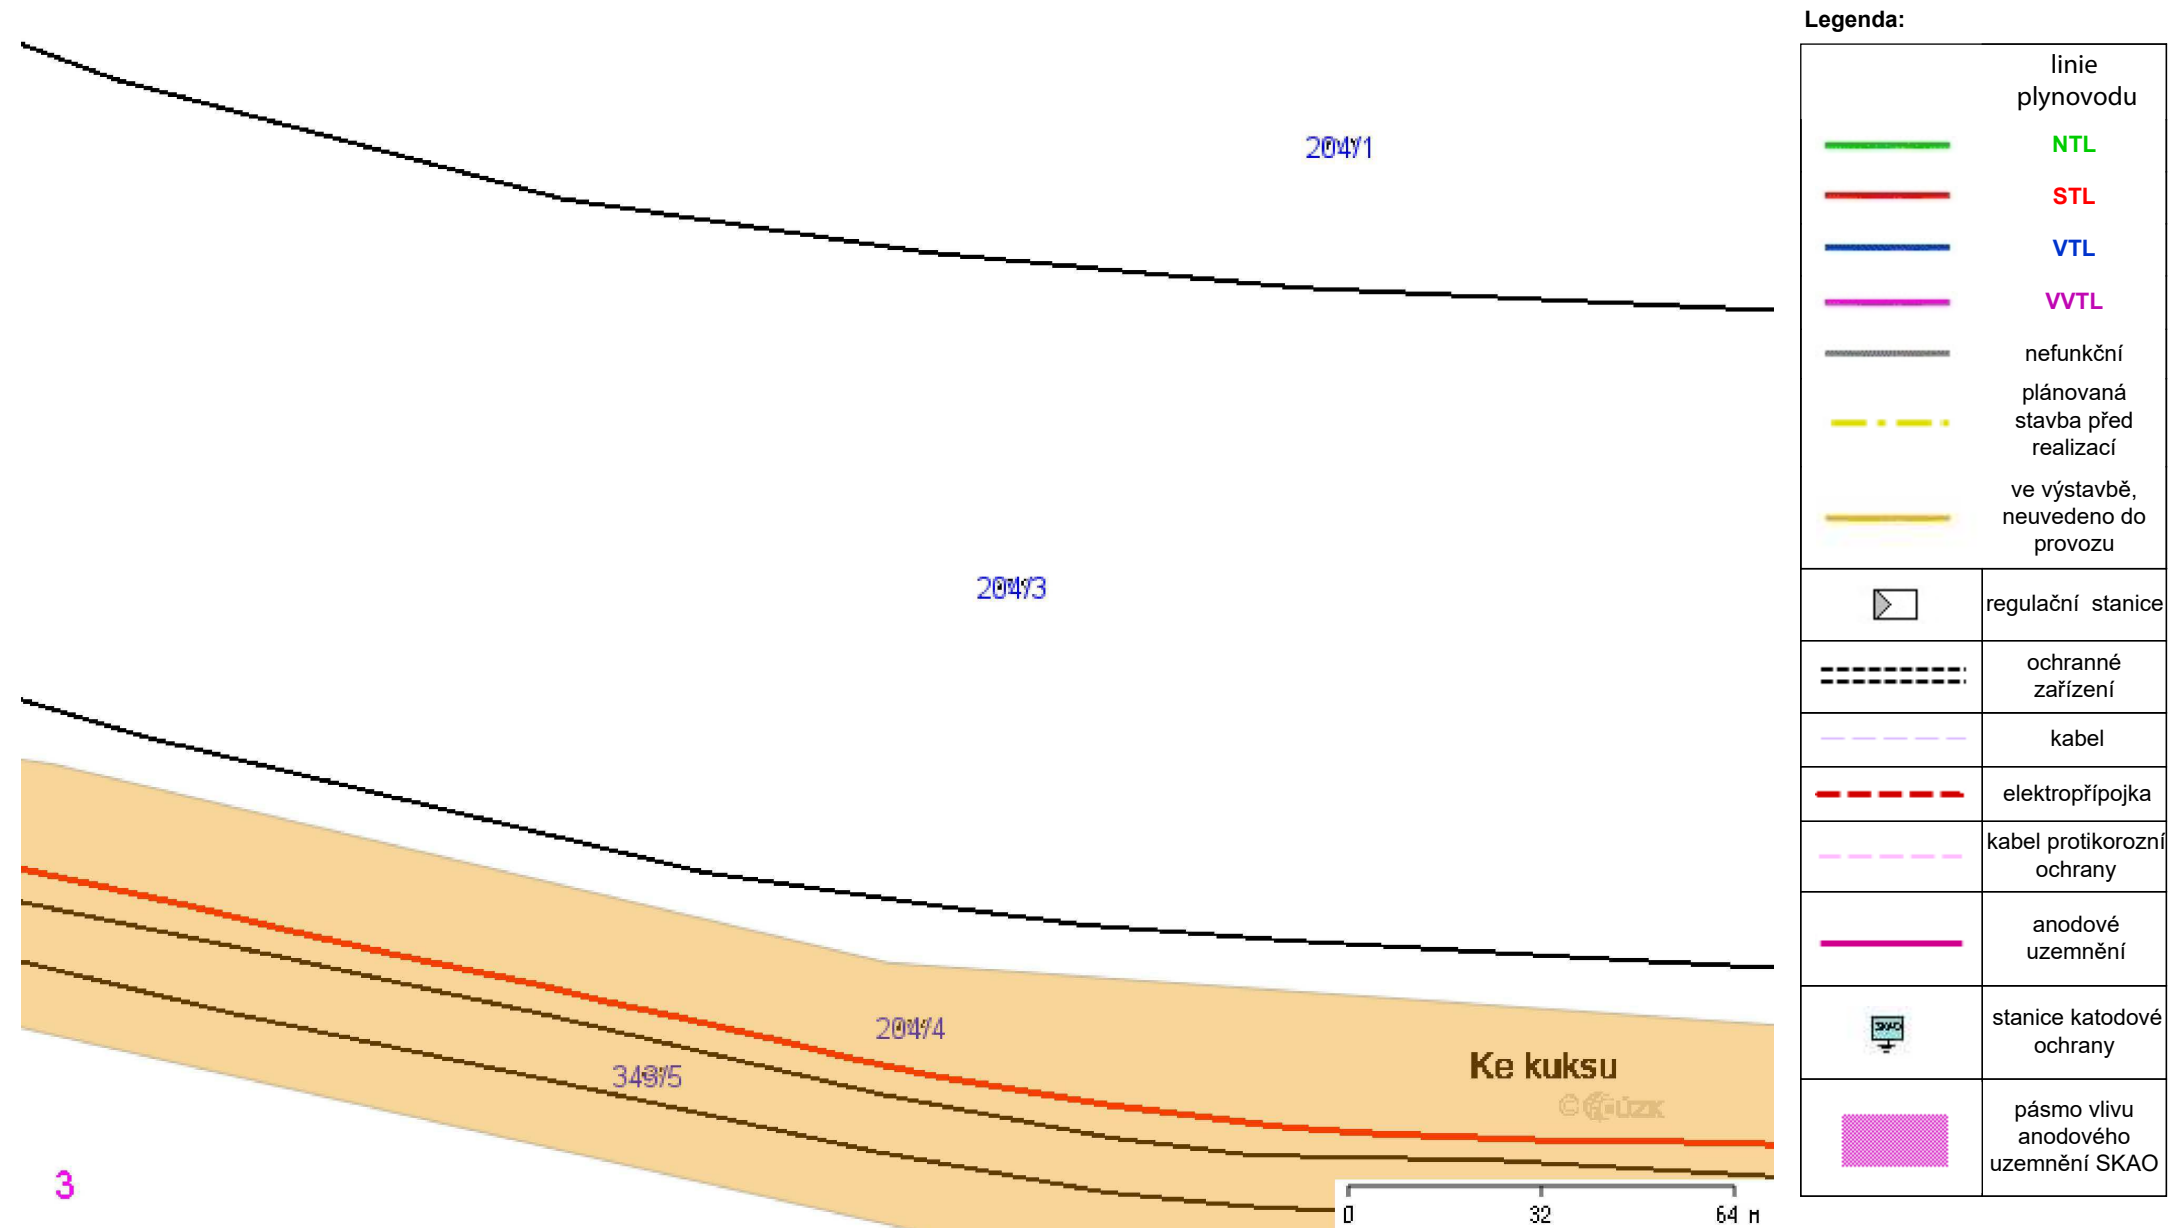 Legenda:
linie
plynovodu
NTL
STL
VTL
VVTL
nefunkční
plánovaná
stavba před
realizací
ve výstavbě,
neuvedeno do
provozu
regulační stanice
ochranné
zařízení
kabel
elektropřípojka
kabel protikorozní
ochrany
anodové
uzemnění
stanice katodové
ochrany
pásmo vlivu
anodového
uzemnění SKAO
204/1
204/3
204/4
Ke kuksu
3
0 32 64 м